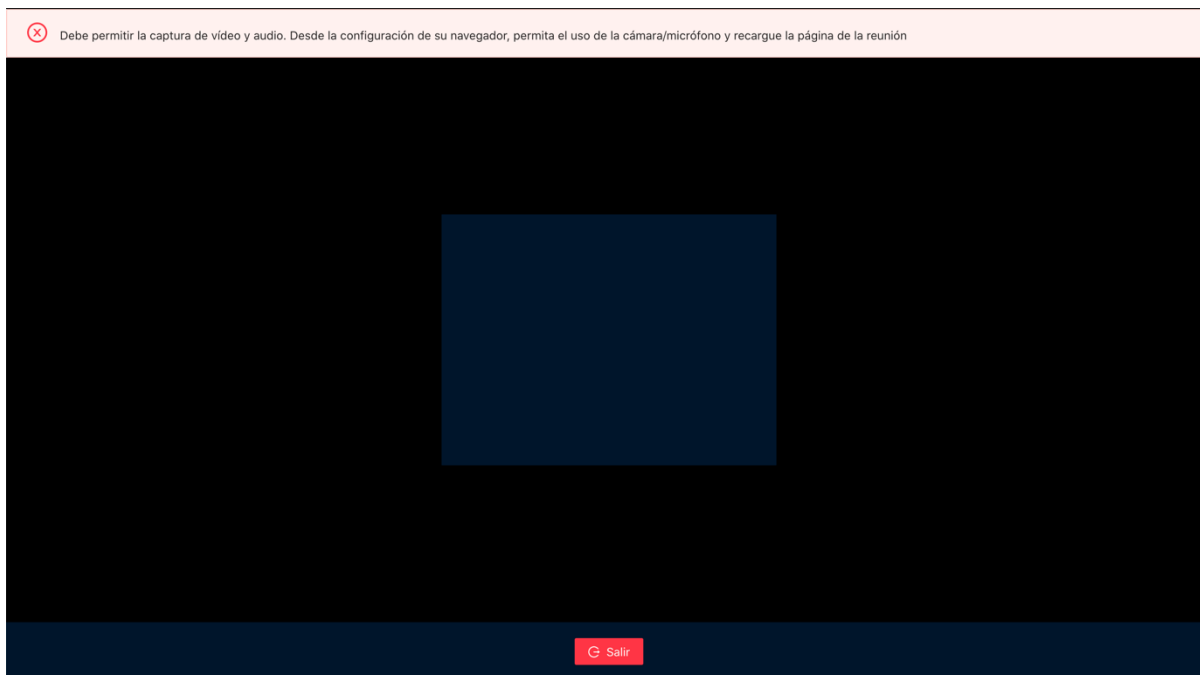 Debe permitir la captura de vídeo y audio. Desde la configuración de su navegador, permita el uso de la cámara/micrófono y recargue la página de la reunión
Salir